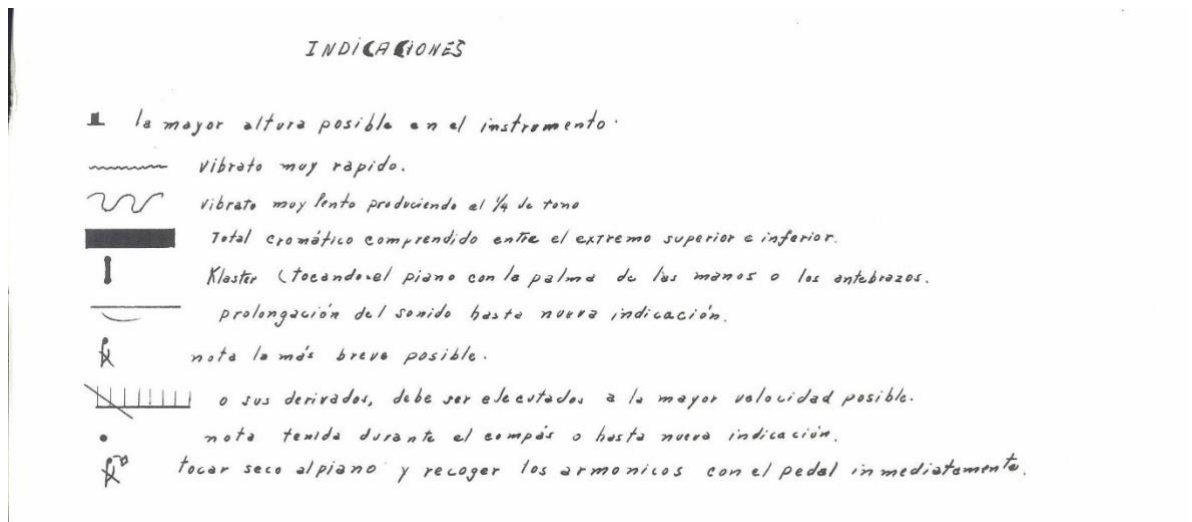 INDICACIONES
la mayor altura posible en el instrumento.
vibrato muy rapido.
vibrato muy lento produciendo el 1/4 de tono
Total cromático comprendido entre el extremo superior e inferior.
Klaster (tocando el piano con la palma de las manos o los antebrazos.
prolongación del sonido hasta nueva indicación.
nota la más breve posible.
o sus derivados, debe ser ejecutados a la mayor velocidad posible.
nota tenida durante el compás o hasta nueva indicación.
tocar seco al piano y recoger los armonicos con el pedal inmediatamente.